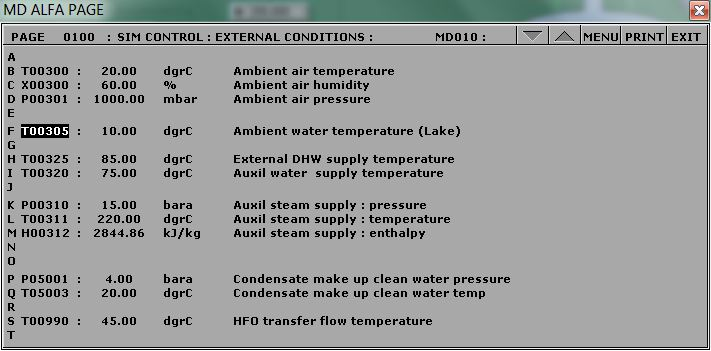 MD ALFA PAGE
PAGE 0100 : SIM CONTROL : EXTERNAL CONDITIONS : MD010 : MENU PRINT EXIT
A
B T00300 : 20.00 dgrC Ambient air temperature
C X00300 : 60.00 % Ambient air humidity
D P00301 : 1000.00 mbar Ambient air pressure
E
F T00305 : 10.00 dgrC Ambient water temperature (Lake)
G
H T00325 : 85.00 dgrC External DHW supply temperature
I T00320 : 75.00 dgrC Auxil water supply temperature
J
K P00310 : 15.00 bara Auxil steam supply : pressure
L T00311 : 220.00 dgrC Auxil steam supply : temperature
M H00312 : 2844.86 kJ/kg Auxil steam supply : enthalpy
N
O
P P05001 : 4.00 bara Condensate make up clean water pressure
Q T05003 : 20.00 dgrC Condensate make up clean water temp
R
S T00990 : 45.00 dgrC HFO transfer flow temperature
T